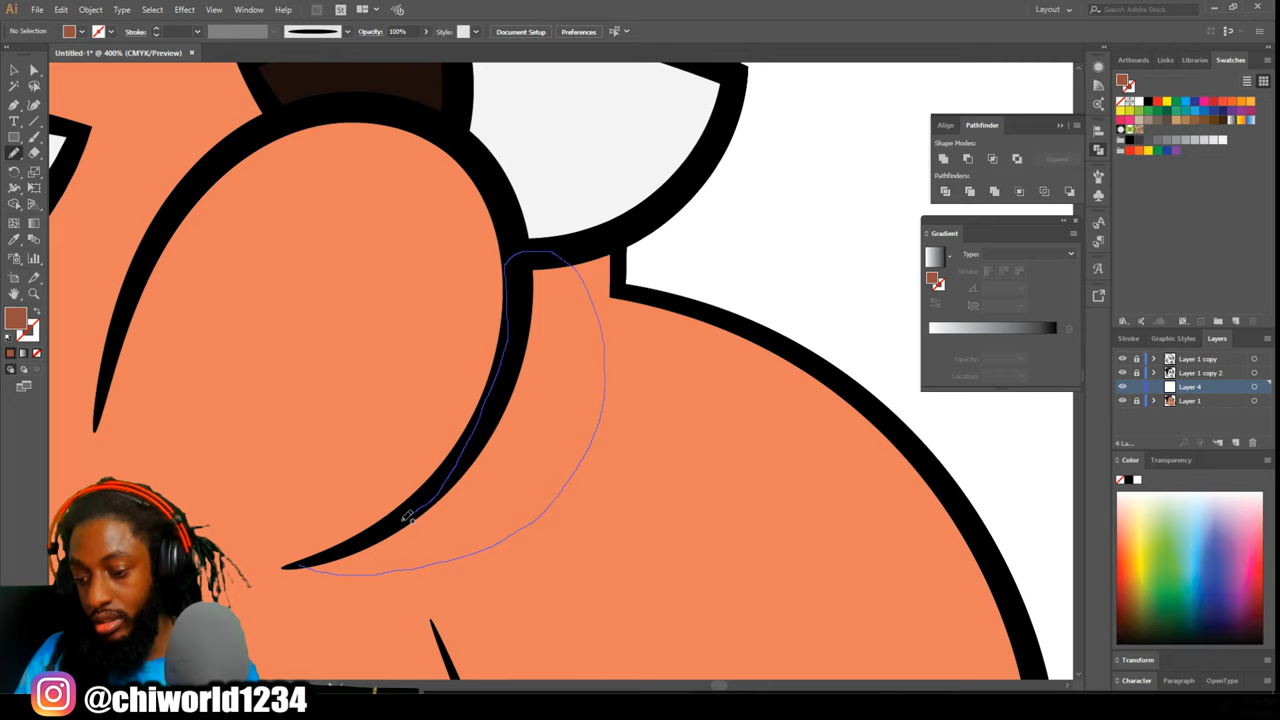 Ai File Edit Object Type Select Effect View Window Help Br St Layout Search Adobe Stock
No Selection Stroke: Opacity: 100% Style: Document Setup Preferences
Untitled-1* @ 400% (CMYK/Preview) ×
Artboards Links Libraries Swatches
Align Pathfinder
Shape Modes:
Expand
Pathfinders:
Gradient
Type:
Stroke:
Opacity:
Location:
Stroke Graphic Styles Layers
Layer 1 copy
Layer 1 copy 2
Layer 4
Layer 1
4 La...
Color Transparency
Transform
Character Paragraph OpenType
@chiworld1234